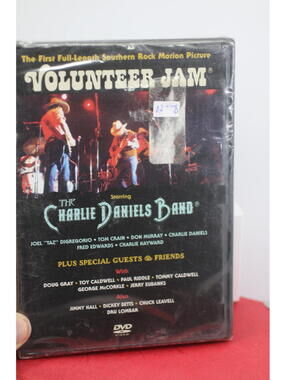 The First Full-Length Southern Rock Motion Picture
VOLUNTEER JAM®
Starring
THE
CHARLIE DANIELS BAND®
JOEL "TAZ" DIGREGORIO • TOM CRAIN • DON MURRAY • CHARLIE DANIELS
FRED EDWARDS • CHARLIE HAYWARD
PLUS SPECIAL GUESTS & FRIENDS
With
DOUG GRAY • TOY CALDWELL • PAUL RIDDLE • TOMMY CALDWELL
GEORGE McCORKLE • JERRY EUBANKS
Also
JIMMY HALL • DICKEY BETTS • CHUCK LEAVELL
DRU LOMBAR
DVD
VIDEO